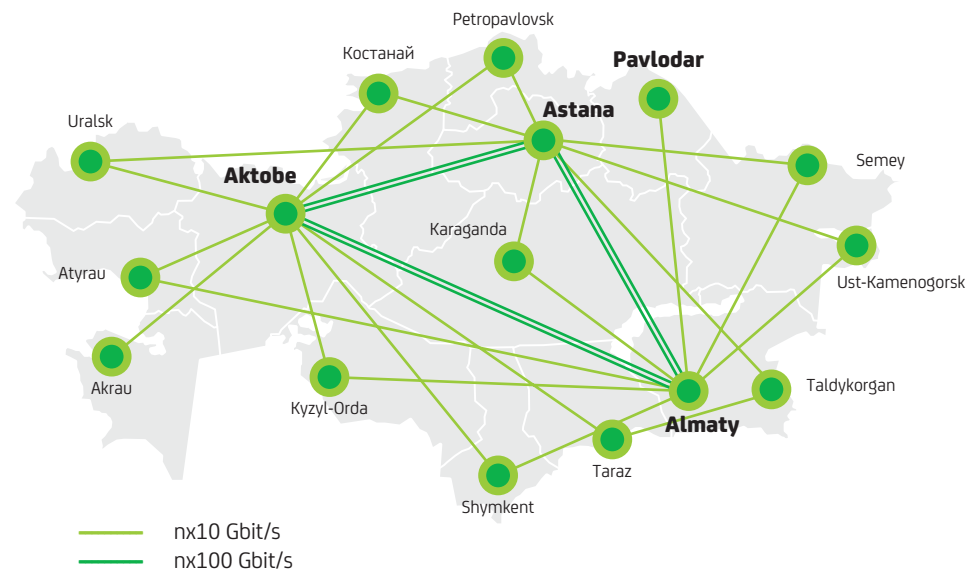 Petropavlovsk
Костанай
Pavlodar
Astana
Uralsk
Semey
Aktobe
Karaganda
Atyrau
Ust-Kamenogorsk
Akrau
Kyzyl-Orda
Taldykorgan
Almaty
Taraz
Shymkent
nx10 Gbit/s
nx100 Gbit/s